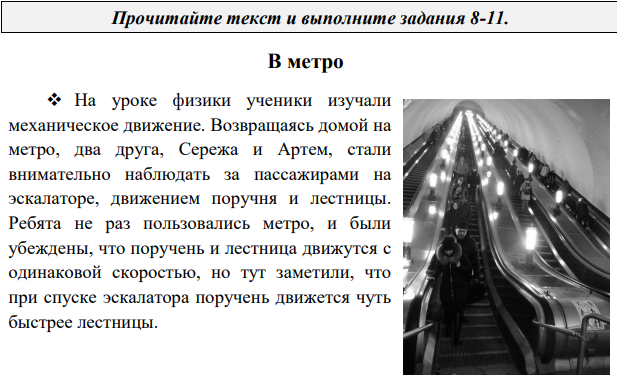 Прочитайте текст и выполните задания 8-11.
В метро
❖ На уроке физики ученики изучали
механическое движение. Возвращаясь домой на
метро, два друга, Сережа и Артем, стали
внимательно наблюдать за пассажирами на
эскалаторе, движением поручня и лестницы.
Ребята не раз пользовались метро, и были
убеждены, что поручень и лестница движутся с
одинаковой скоростью, но тут заметили, что
при спуске эскалатора поручень движется чуть
быстрее лестницы.